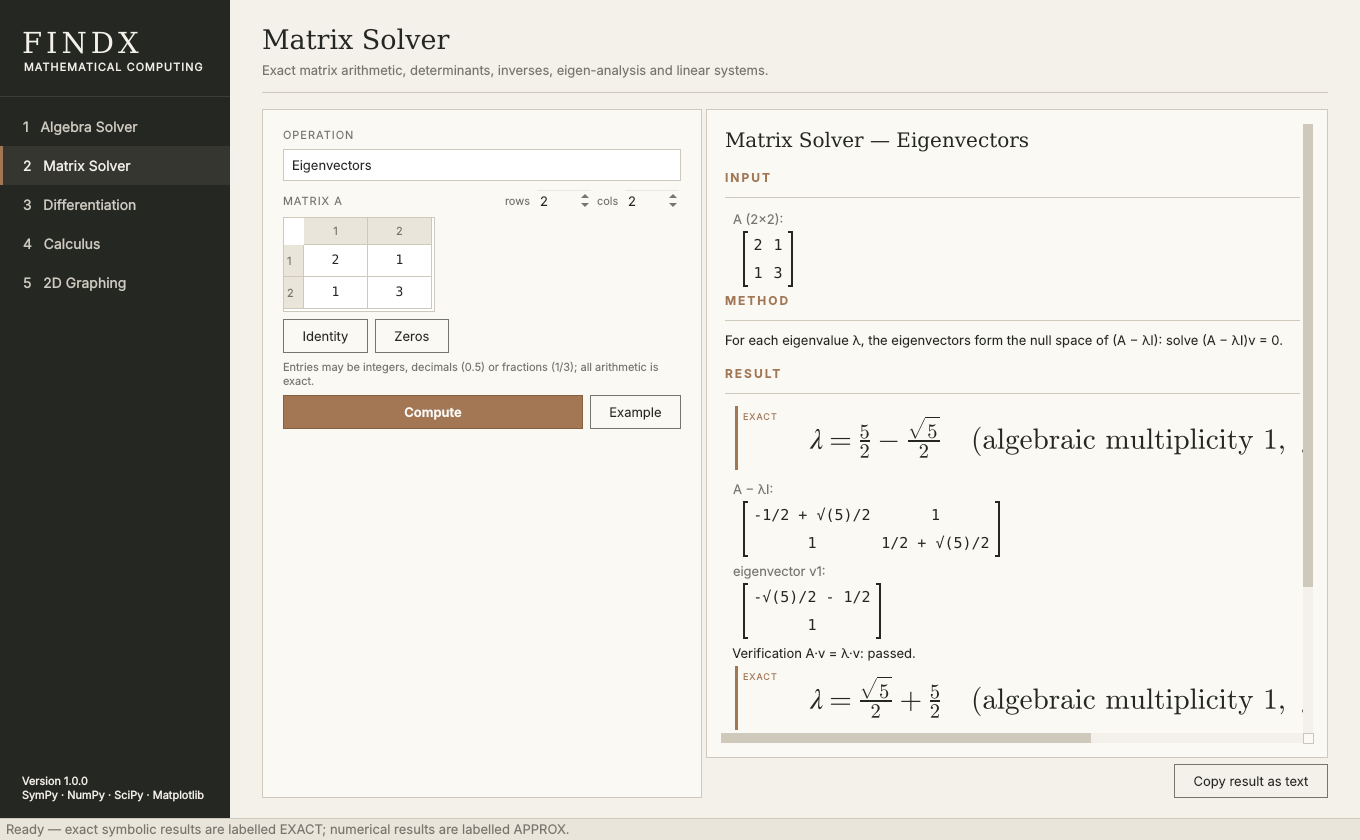 FINDX
MATHEMATICAL COMPUTING
1 Algebra Solver
2 Matrix Solver
3 Differentiation
4 Calculus
5 2D Graphing
Version 1.0.0
SymPy · NumPy · SciPy · Matplotlib
Matrix Solver
Exact matrix arithmetic, determinants, inverses, eigen-analysis and linear systems.
OPERATION
Eigenvectors
MATRIX A rows 2 cols 2
1 2
1 2 1
2 1 3
Identity Zeros
Entries may be integers, decimals (0.5) or fractions (1/3); all arithmetic is
exact.
Compute Example
Matrix Solver — Eigenvectors
INPUT
A (2×2):
2 1
1 3
METHOD
For each eigenvalue λ, the eigenvectors form the null space of (A − λI): solve (A − λI)v = 0.
RESULT
EXACT
λ = 5/2 − √5/2 (algebraic multiplicity 1,
A − λI:
-1/2 + √(5)/2 1
1 1/2 + √(5)/2
eigenvector v1:
-√(5)/2 - 1/2
1
Verification A·v = λ·v: passed.
EXACT
λ = √5/2 + 5/2 (algebraic multiplicity 1,
Copy result as text
Ready — exact symbolic results are labelled EXACT; numerical results are labelled APPROX.